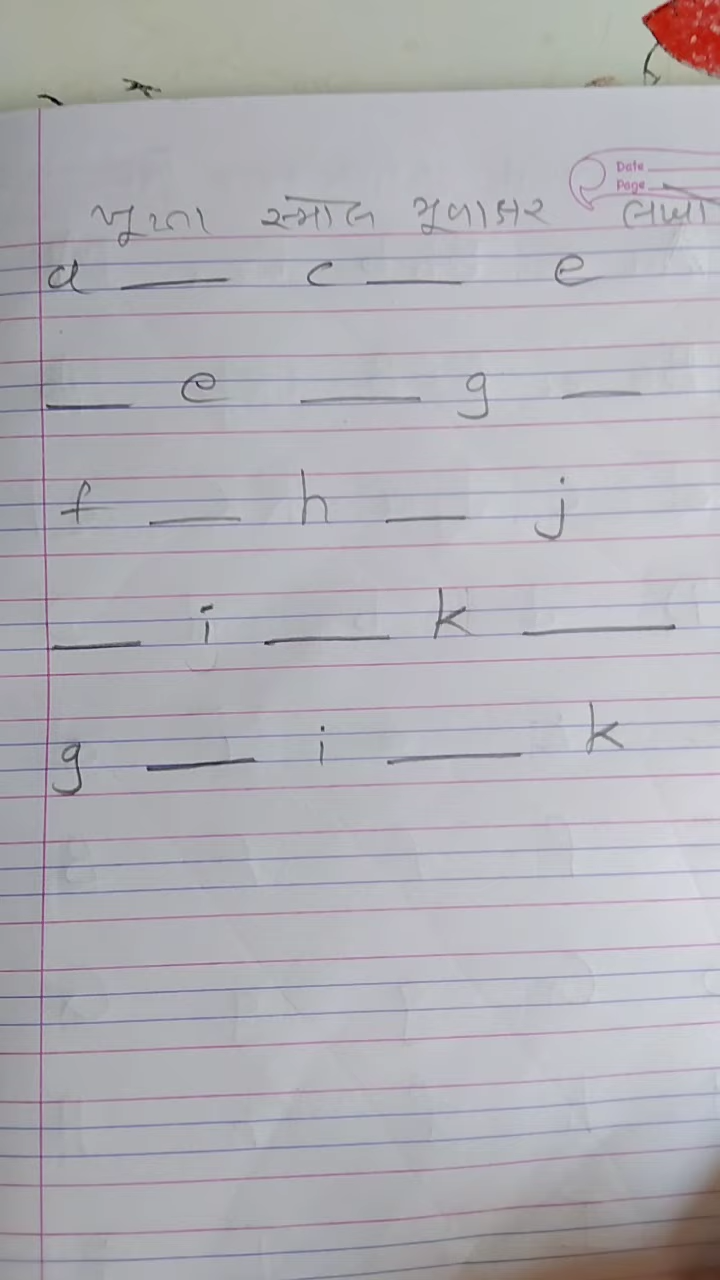 Date
Page
ખૂટતા સ્મોલ મૂળાક્ષર લખો
a ___ c ___ e
___ e ___ g ___
f ___ h ___ j
___ i ___ k ___
g ___ i ___ k